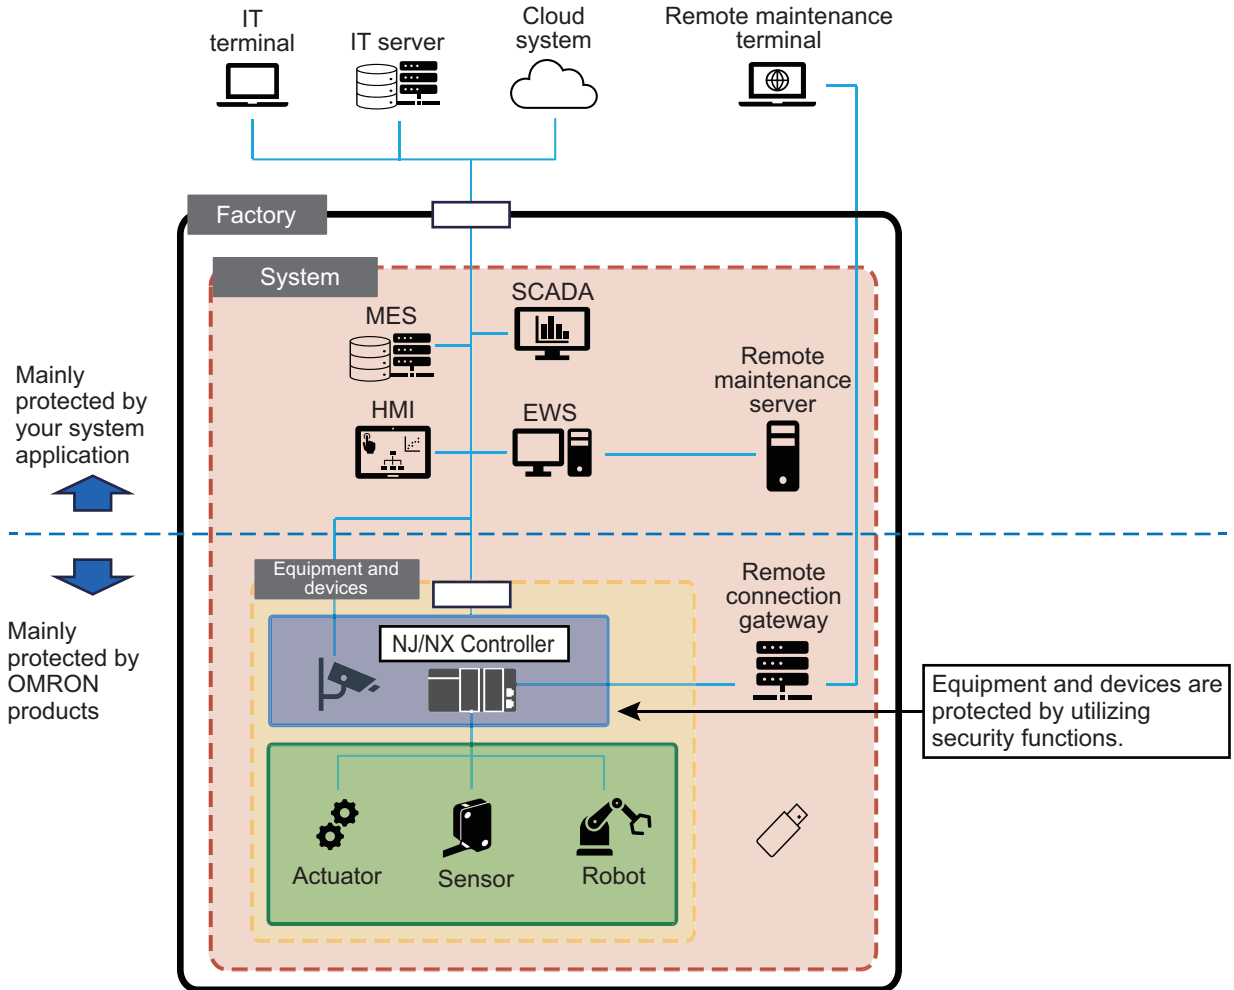 IT
terminal
IT server
Cloud
system
Remote maintenance
terminal
Factory
System
MES
SCADA
Remote
maintenance
server
HMI
EWS
Mainly
protected by
your system
application
Equipment and
devices
Remote
connection
gateway
NJ/NX Controller
Mainly
protected by
OMRON
products
Equipment and devices are
protected by utilizing
security functions.
Actuator
Sensor
Robot